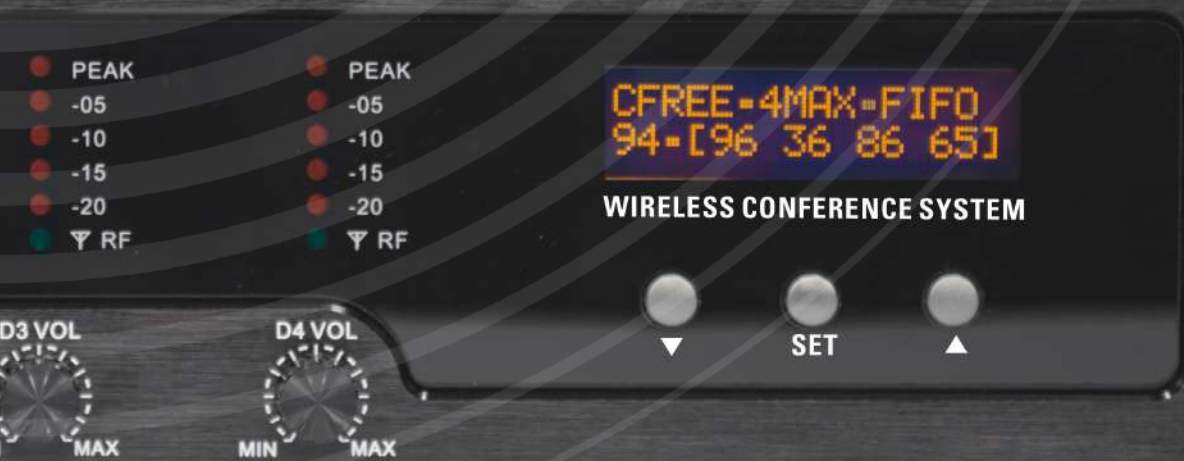 PEAK
-05
-10
-15
-20
RF
PEAK
-05
-10
-15
-20
RF
CFREE-4MAX-FIFO
94-[96 36 86 65]
WIRELESS CONFERENCE SYSTEM
▼
SET
▲
D3 VOL
MAX
D4 VOL
MIN
MAX